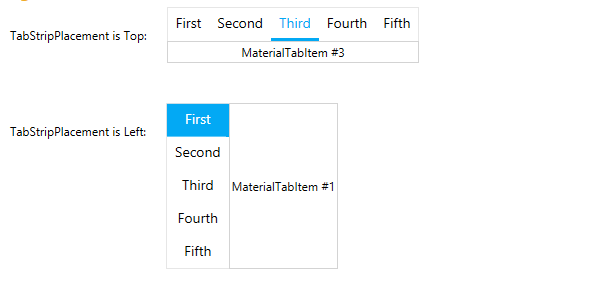 First Second Third Fourth Fifth
TabStripPlacement is Top:
MaterialTabItem #3
First
TabStripPlacement is Left:
Second
Third
MaterialTabItem #1
Fourth
Fifth